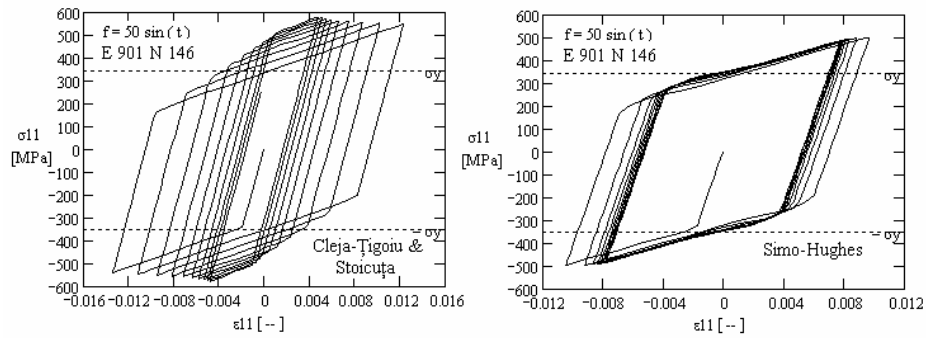 600
500
400
300
200
100
0
−100
−200
−300
−400
−500
−600
σ11
[MPa]
f = 50 sin ( t )
E 901 N 146
σy
− σy
Cleja-Țigoiu &
Stoicuța
−0.016 −0.012 −0.008 −0.004 0 0.004 0.008 0.012 0.016
ε11 [ -- ]
600
500
400
300
200
100
0
−100
−200
−300
−400
−500
−600
σ11
[MPa]
f = 50 sin ( t )
E 901 N 146
σy
− σy
Simo-Hughes
−0.012 −0.008 −0.004 0 0.004 0.008 0.012
ε11 [ -- ]